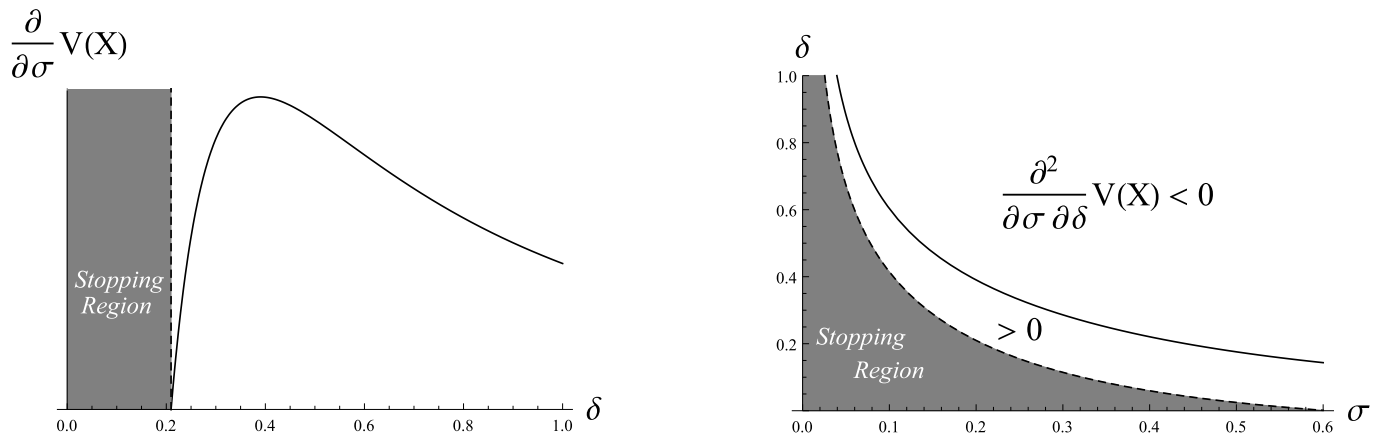 ∂/∂σ V(X)
Stopping
Region
0.0 0.2 0.4 0.6 0.8 1.0
δ
δ
1.0
0.8
0.6
0.4
0.2
∂²/∂σ ∂δ V(X) < 0
> 0
Stopping
Region
0.0 0.1 0.2 0.3 0.4 0.5 0.6
σ